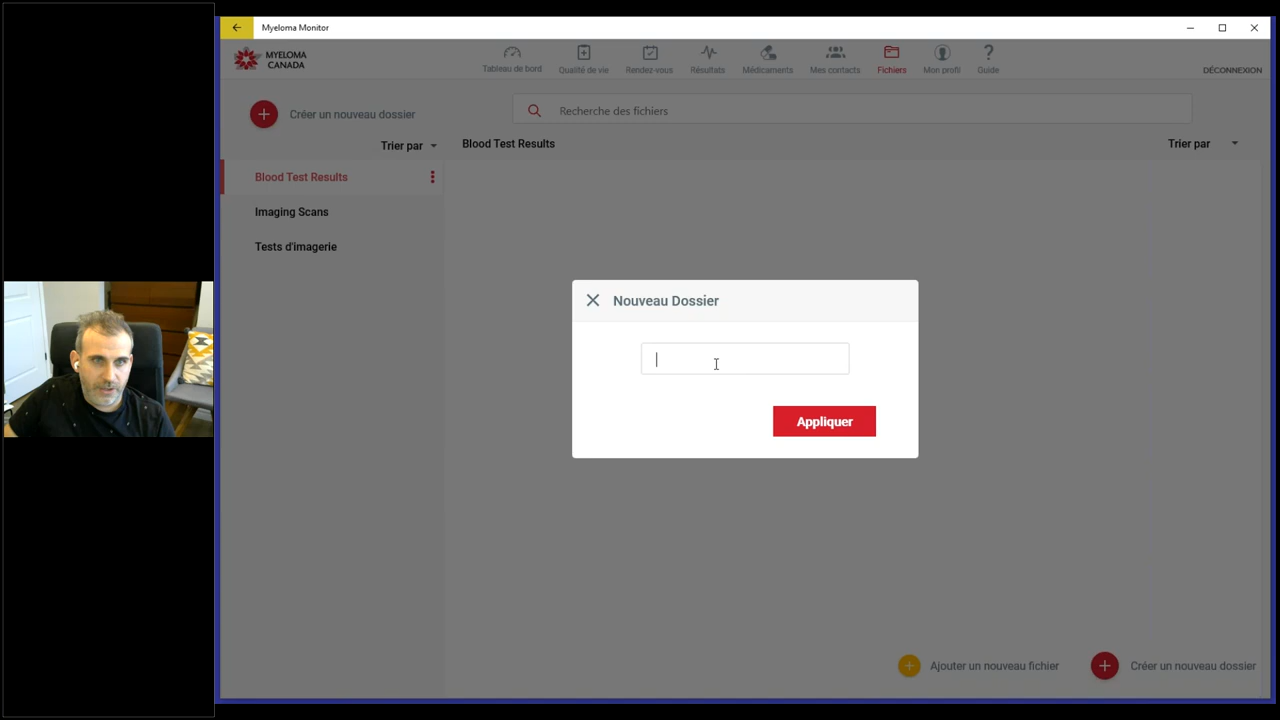 Myeloma Monitor
MYELOMA
CANADA
Tableau de bord
Qualité de vie
Rendez-vous
Résultats
Médicaments
Mes contacts
Fichiers
Mon profil
Guide
DÉCONNEXION
Créer un nouveau dossier
Recherche des fichiers
Trier par
Blood Test Results
Trier par
Blood Test Results
Imaging Scans
Tests d'imagerie
Nouveau Dossier
Appliquer
Ajouter un nouveau fichier
Créer un nouveau dossier